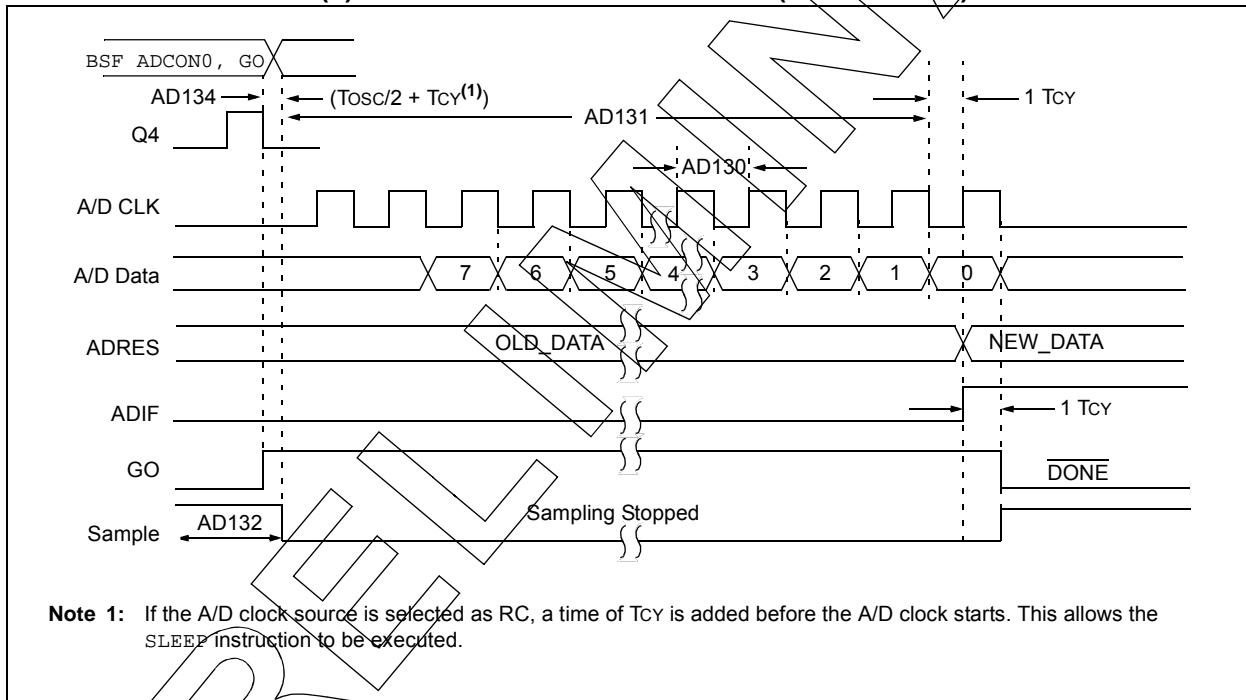 BSF ADCON0, GO
AD134
(TOSC/2 + TCY(1))
1 TCY
AD131
Q4
AD130
A/D CLK
A/D Data
7 6 5 4 3 2 1 0
ADRES
OLD_DATA
NEW_DATA
ADIF
1 TCY
GO
DONE
Sample
AD132
Sampling Stopped
Note 1: If the A/D clock source is selected as RC, a time of TCY is added before the A/D clock starts. This allows the
SLEEP instruction to be executed.